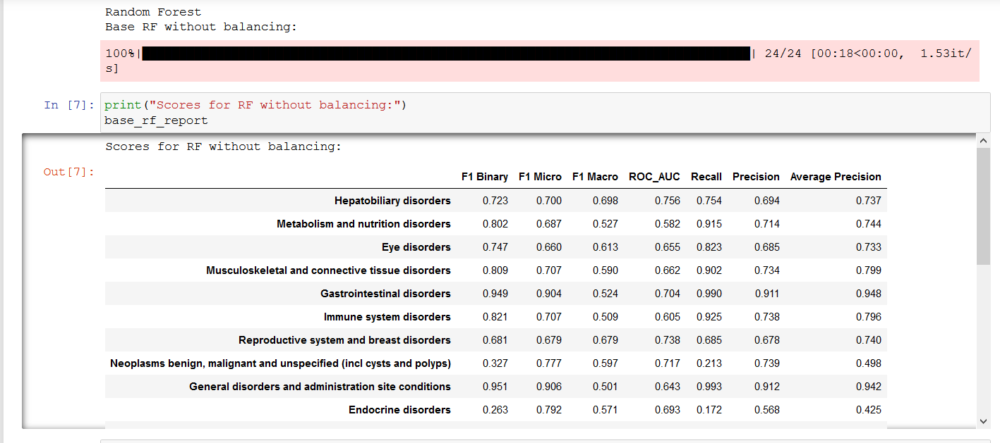 Random Forest
Base RF without balancing:
100%| | 24/24 [00:18<00:00, 1.53it/
s]
In [7]: print("Scores for RF without balancing:")
base_rf_report
Scores for RF without balancing:
Out[7]:
F1 Binary F1 Micro F1 Macro ROC_AUC Recall Precision Average Precision
Hepatobiliary disorders 0.723 0.700 0.698 0.756 0.754 0.694 0.737
Metabolism and nutrition disorders 0.802 0.687 0.527 0.582 0.915 0.714 0.744
Eye disorders 0.747 0.660 0.613 0.655 0.823 0.685 0.733
Musculoskeletal and connective tissue disorders 0.809 0.707 0.590 0.662 0.902 0.734 0.799
Gastrointestinal disorders 0.949 0.904 0.524 0.704 0.990 0.911 0.948
Immune system disorders 0.821 0.707 0.509 0.605 0.925 0.738 0.796
Reproductive system and breast disorders 0.681 0.679 0.679 0.738 0.685 0.678 0.740
Neoplasms benign, malignant and unspecified (incl cysts and polyps) 0.327 0.777 0.597 0.717 0.213 0.739 0.498
General disorders and administration site conditions 0.951 0.906 0.501 0.643 0.993 0.912 0.942
Endocrine disorders 0.263 0.792 0.571 0.693 0.172 0.568 0.425